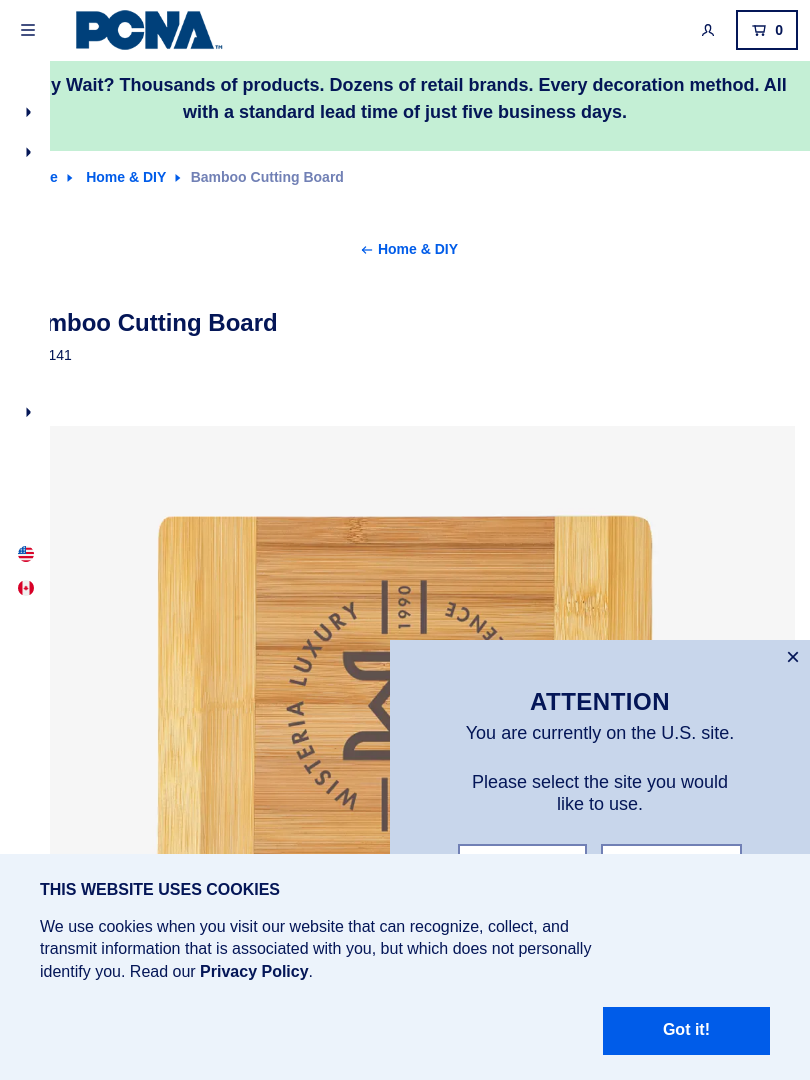 PCNA™
0
y Wait? Thousands of products. Dozens of retail brands. Every decoration method. All
with a standard lead time of just five business days.
e Home & DIY Bamboo Cutting Board
Home & DIY
mboo Cutting Board
141
WISTERIA LUXURY
1990
ENCE
M
ATTENTION
You are currently on the U.S. site.
Please select the site you would
like to use.
THIS WEBSITE USES COOKIES
We use cookies when you visit our website that can recognize, collect, and
transmit information that is associated with you, but which does not personally
identify you. Read our Privacy Policy.
Got it!